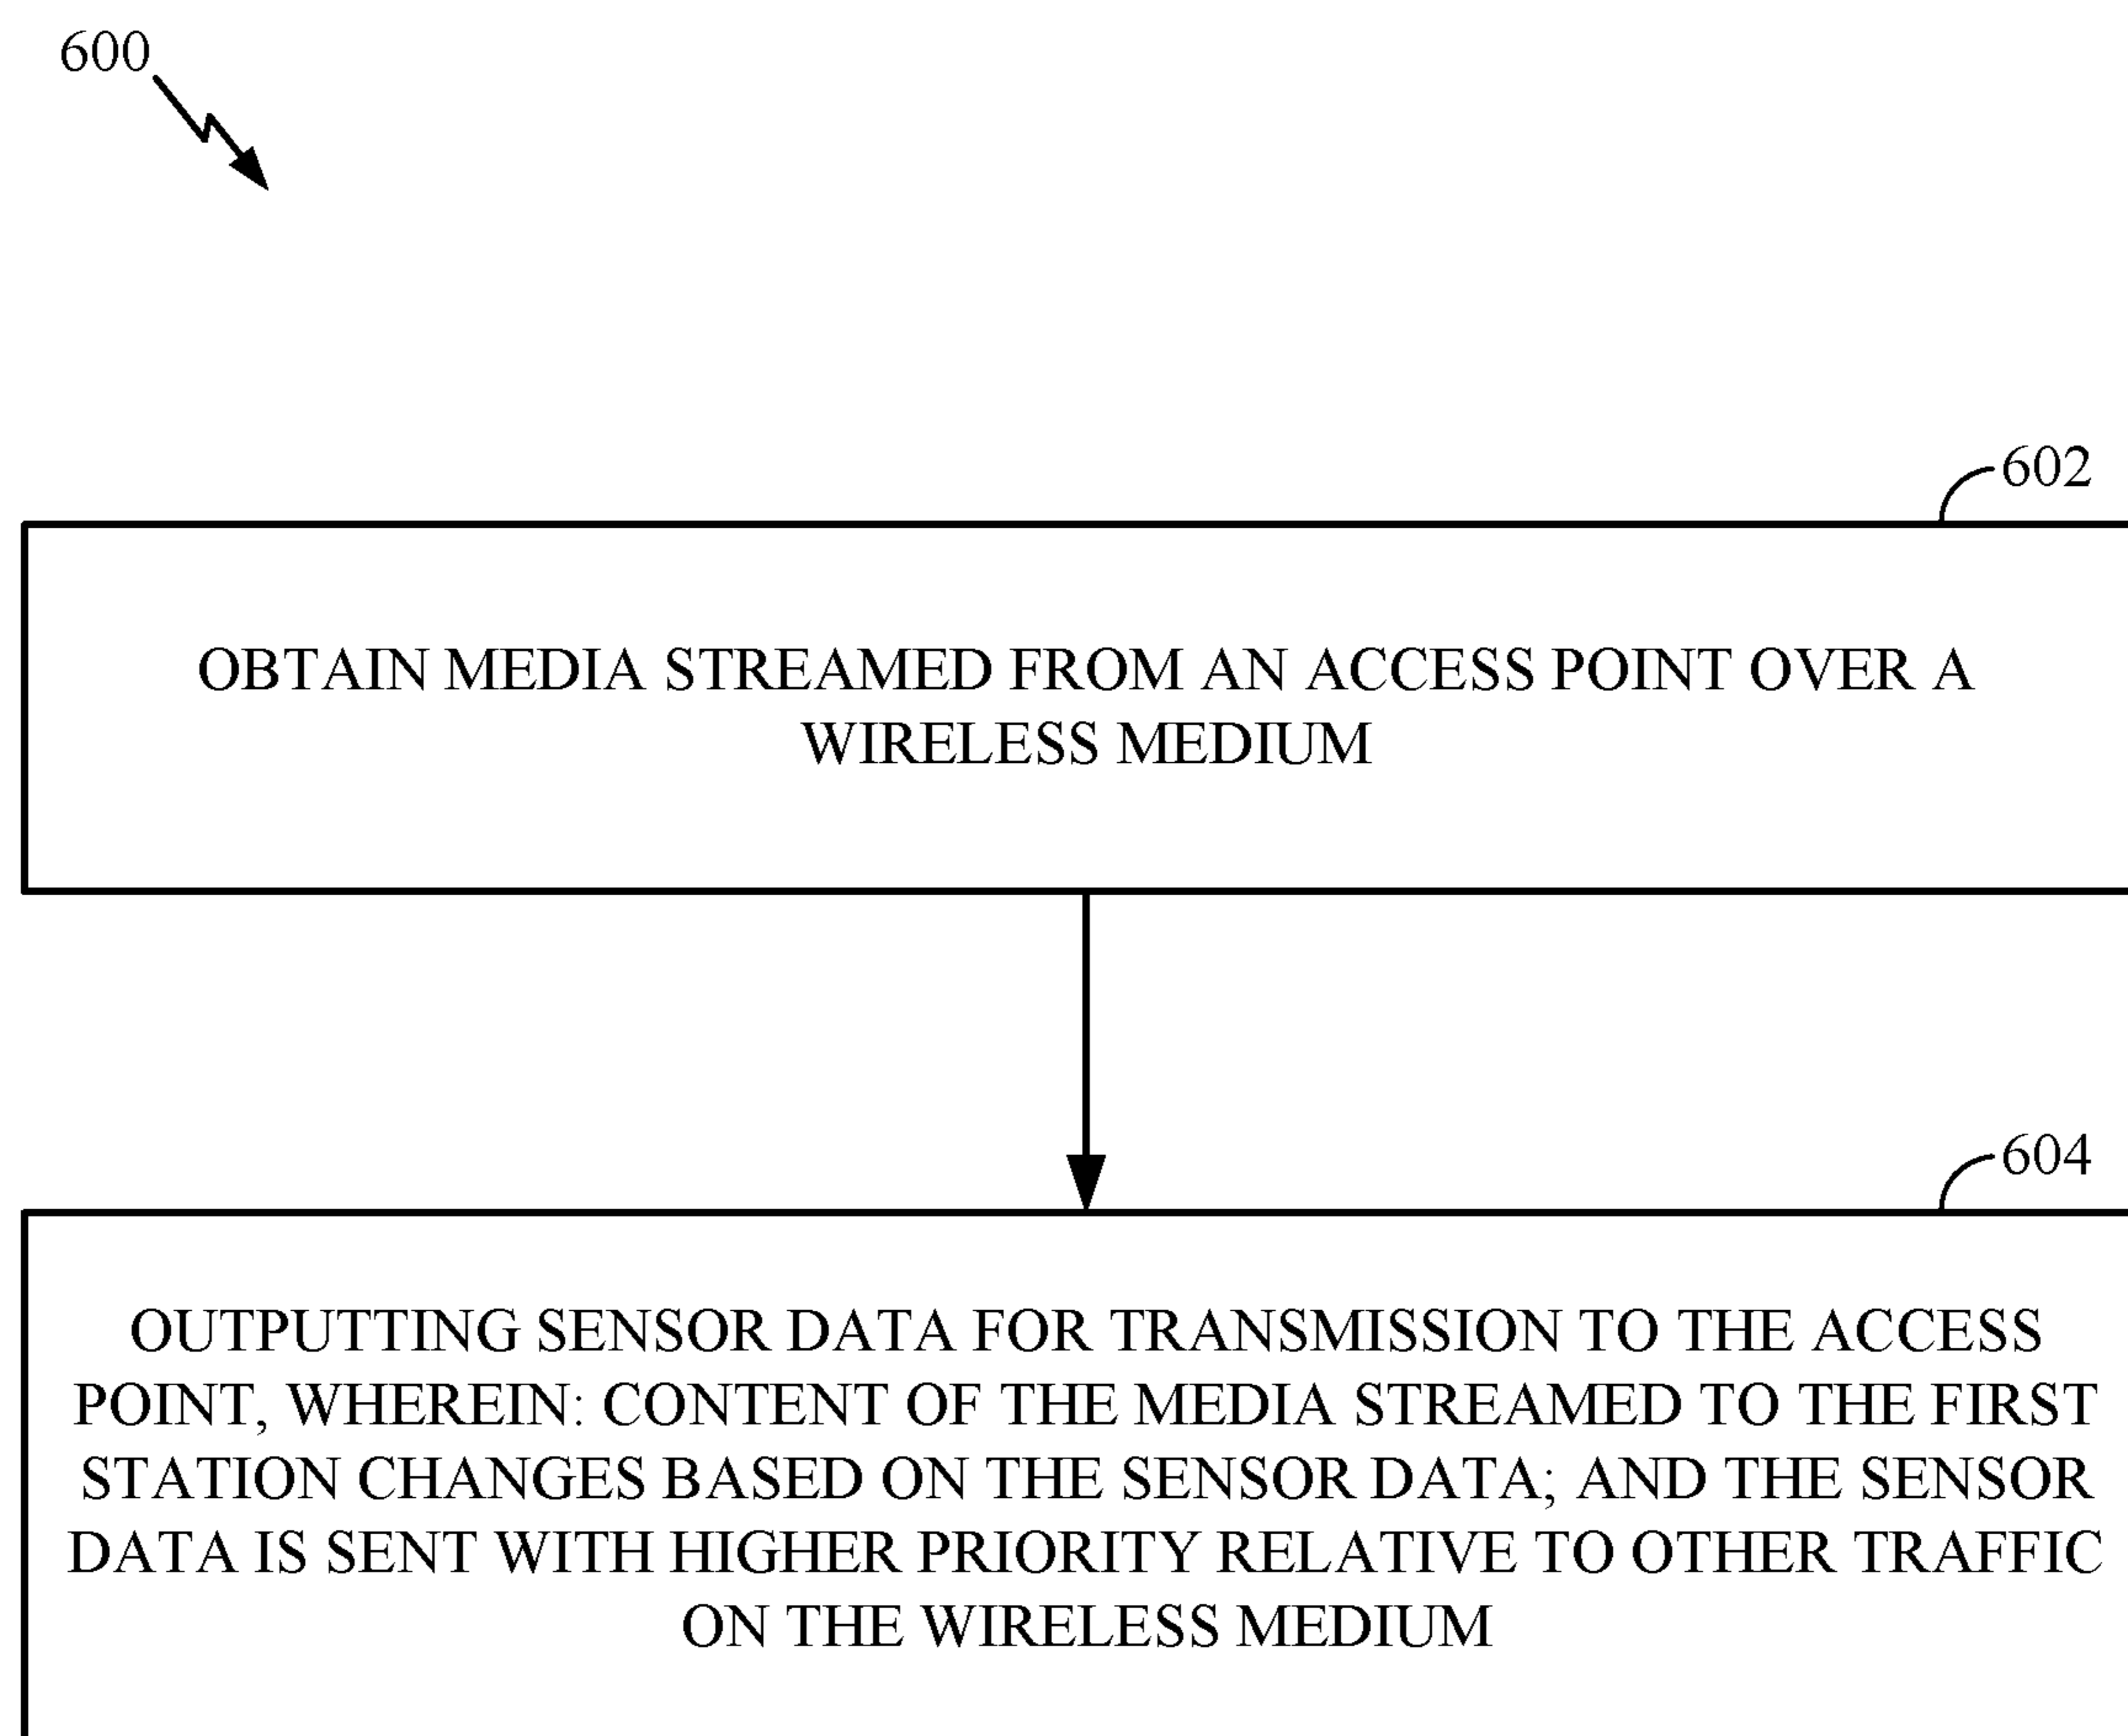 600
602
OBTAIN MEDIA STREAMED FROM AN ACCESS POINT OVER A
WIRELESS MEDIUM
604
OUTPUTTING SENSOR DATA FOR TRANSMISSION TO THE ACCESS
POINT, WHEREIN: CONTENT OF THE MEDIA STREAMED TO THE FIRST
STATION CHANGES BASED ON THE SENSOR DATA; AND THE SENSOR
DATA IS SENT WITH HIGHER PRIORITY RELATIVE TO OTHER TRAFFIC
ON THE WIRELESS MEDIUM